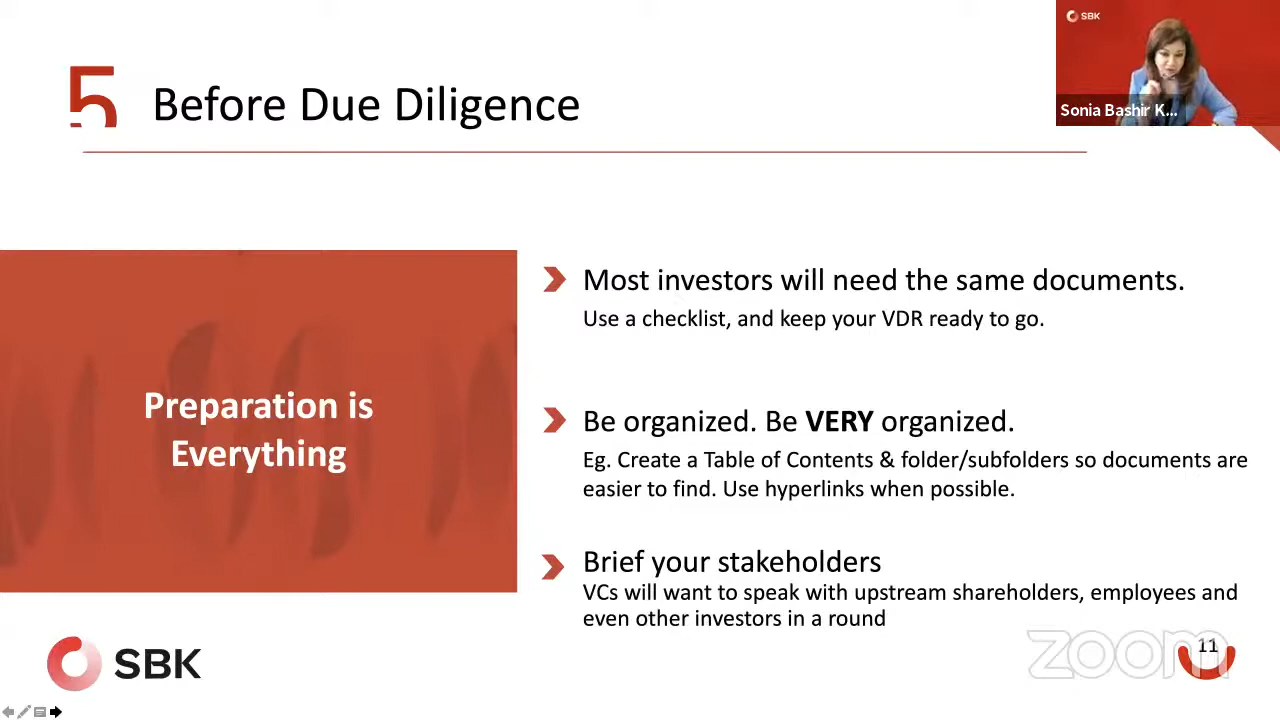 SBK
Sonia Bashir K...
5
Before Due Diligence
Preparation is
Everything
Most investors will need the same documents.
Use a checklist, and keep your VDR ready to go.
Be organized. Be VERY organized.
Eg. Create a Table of Contents & folder/subfolders so documents are
easier to find. Use hyperlinks when possible.
Brief your stakeholders
VCs will want to speak with upstream shareholders, employees and
even other investors in a round
SBK
zoom
11